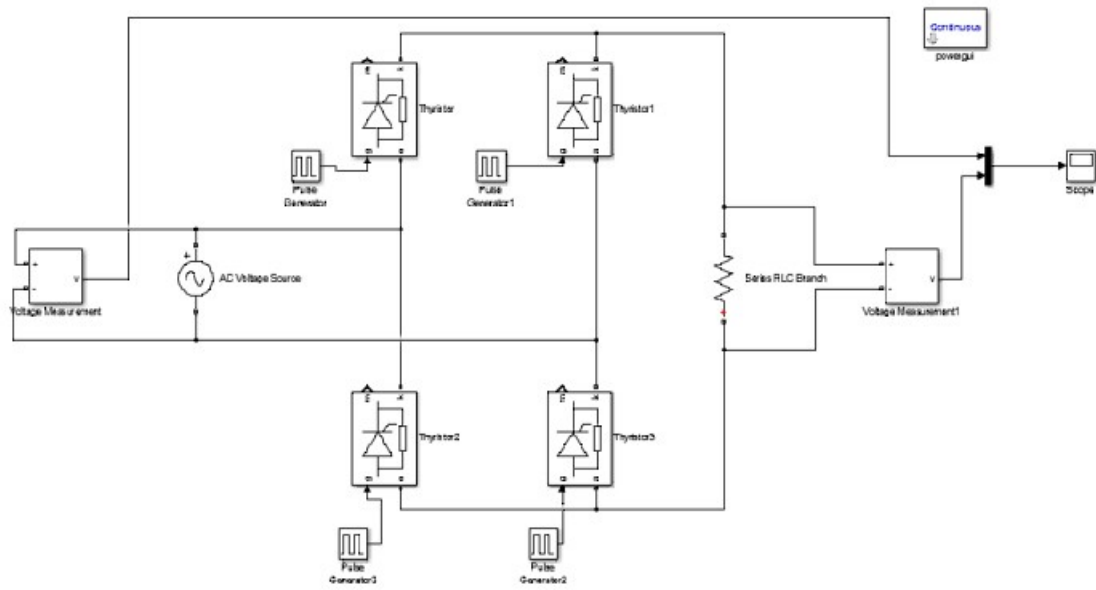 Continuous
powergui
Thyristor
Thyristor1
Pulse
Generator
Pulse
Generator1
Scope
+
AC Voltage Source
+
-
v
Voltage Measurement
Series RLC Branch
+
+
-
v
Voltage Measurement1
Thyristor2
Thyristor3
Pulse
Generator3
Pulse
Generator2